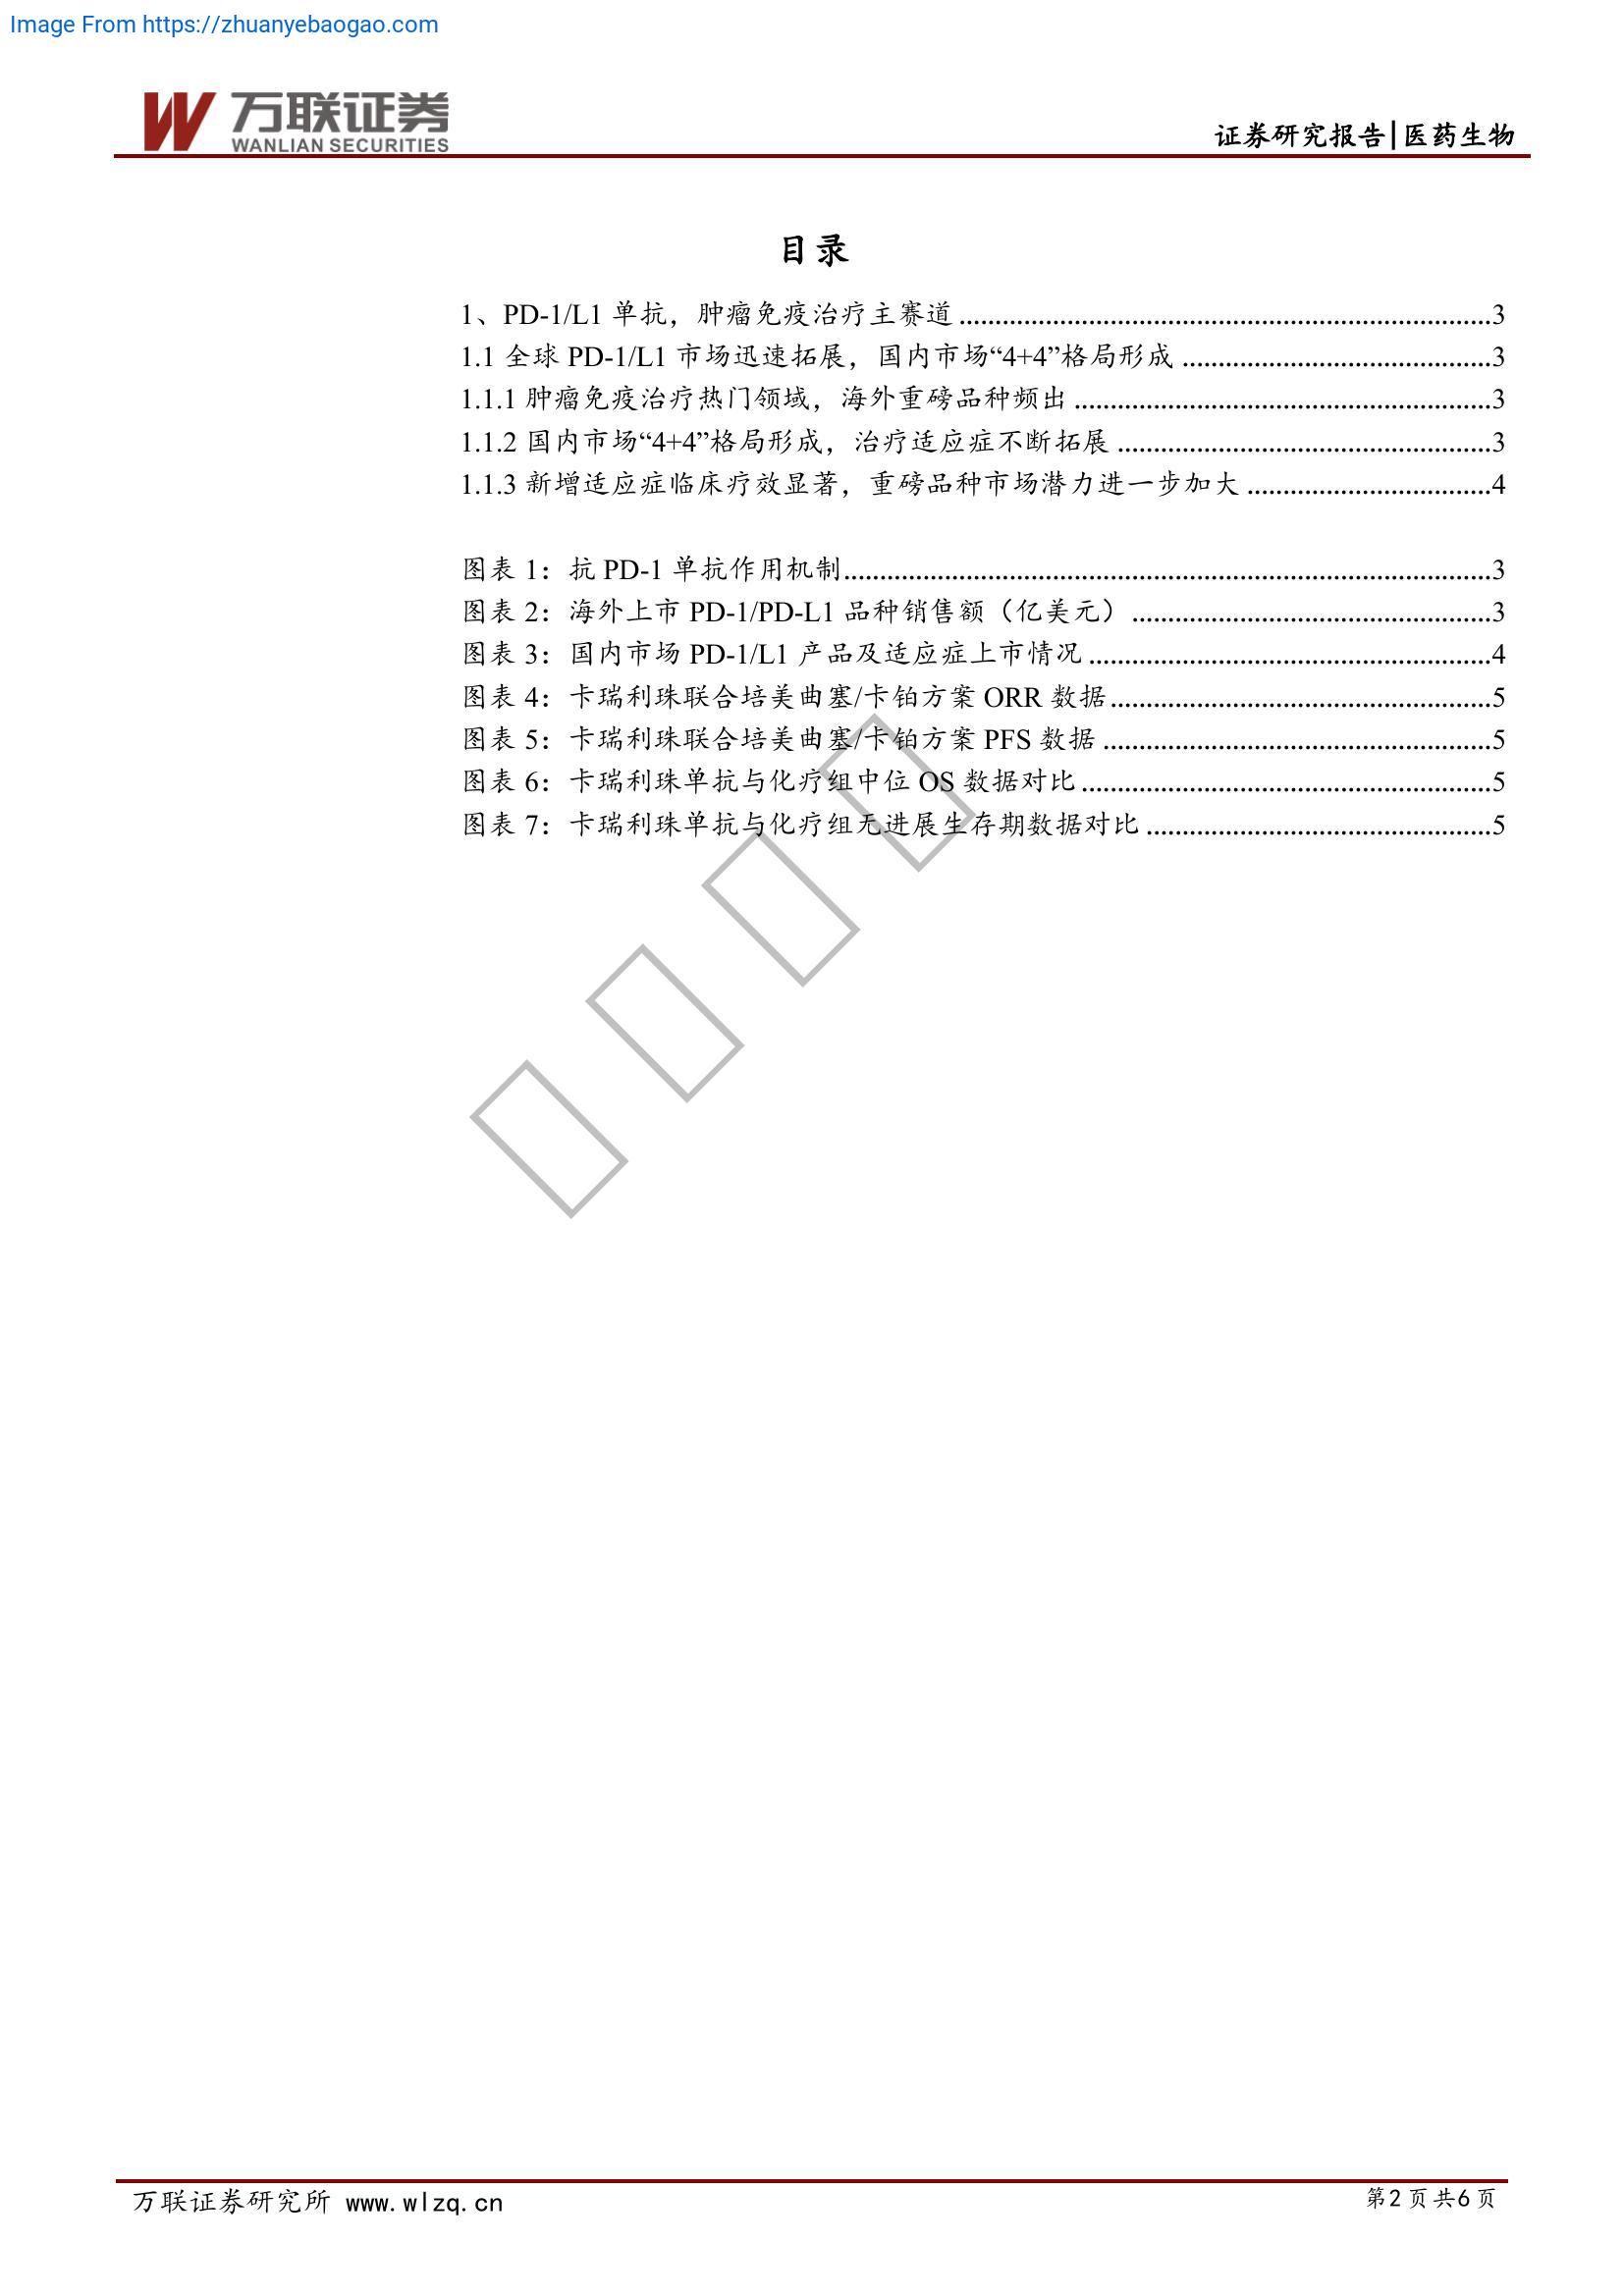 Image From https://zhuanyebaogao.com
万联证券
WANLIAN SECURITIES
证券研究报告|医药生物
目录
1、PD-1/L1 单抗，肿瘤免疫治疗主赛道..........................................................................3
1.1 全球 PD-1/L1 市场迅速拓展，国内市场“4+4”格局形成...........................................3
1.1.1 肿瘤免疫治疗热门领域，海外重磅品种频出..........................................................3
1.1.2 国内市场“4+4”格局形成，治疗适应症不断拓展....................................................3
1.1.3 新增适应症临床疗效显著，重磅品种市场潜力进一步加大..................................4
图表 1：抗 PD-1 单抗作用机制..........................................................................................3
图表 2：海外上市 PD-1/PD-L1 品种销售额（亿美元）..................................................3
图表 3：国内市场 PD-1/L1 产品及适应症上市情况........................................................4
图表 4：卡瑞利珠联合培美曲塞/卡铂方案 ORR 数据.....................................................5
图表 5：卡瑞利珠联合培美曲塞/卡铂方案 PFS 数据......................................................5
图表 6：卡瑞利珠单抗与化疗组中位 OS 数据对比.........................................................5
图表 7：卡瑞利珠单抗与化疗组无进展生存期数据对比................................................5
万联证券研究所 www.wlzq.cn
第2页共6页